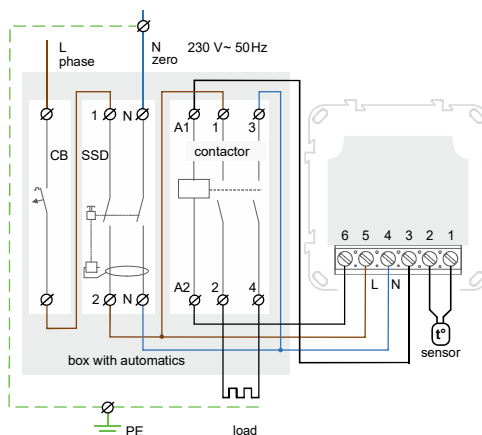 L
phase
N
zero
230 V~ 50Hz
1
N
A1
1
3
CB
SSD
contactor
6
5
4
3
2
1
L
N
2
N
A2
2
4
t°
sensor
box with automatics
PE
load